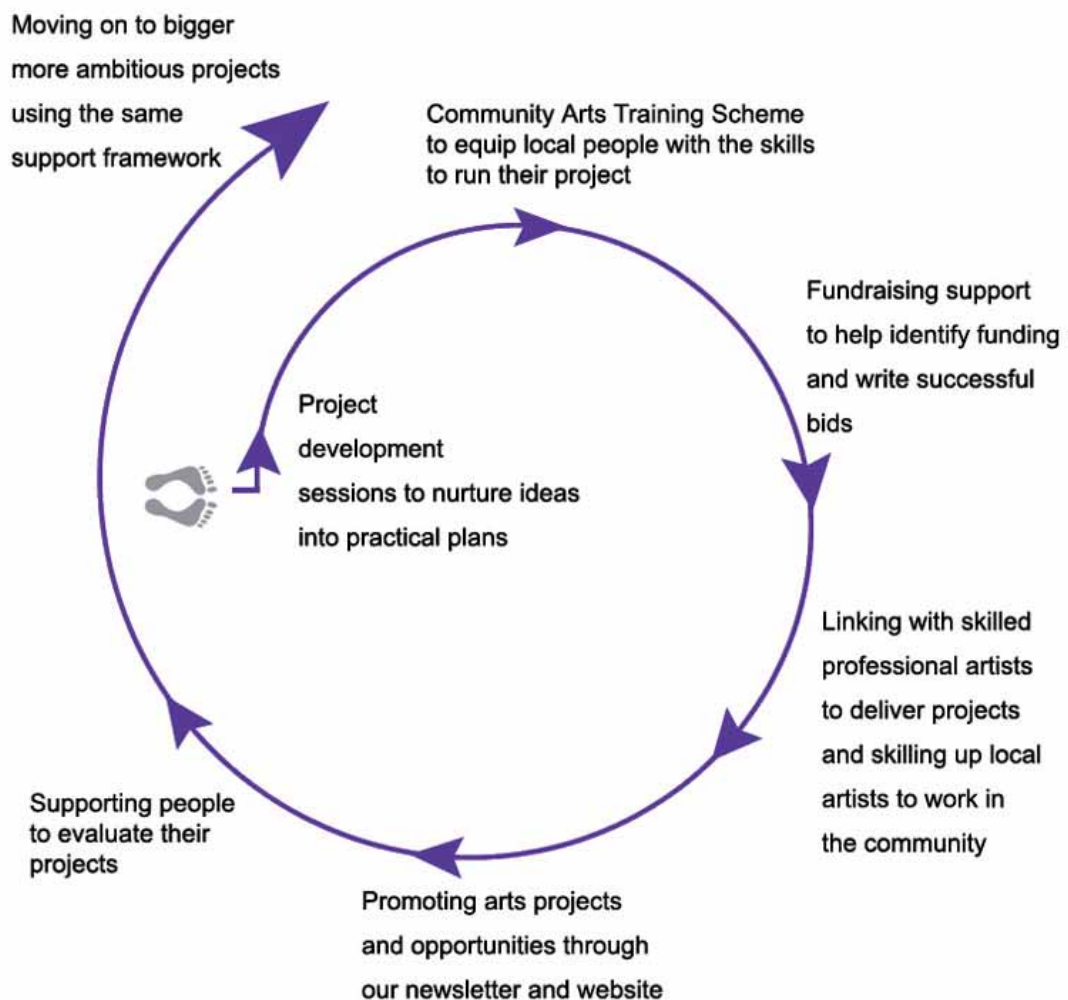 Moving on to bigger
more ambitious projects
using the same
support framework
Community Arts Training Scheme
to equip local people with the skills
to run their project
Fundraising support
to help identify funding
and write successful
bids
Project
development
sessions to nurture ideas
into practical plans
Linking with skilled
professional artists
to deliver projects
and skilling up local
artists to work in
the community
Supporting people
to evaluate their
projects
Promoting arts projects
and opportunities through
our newsletter and website